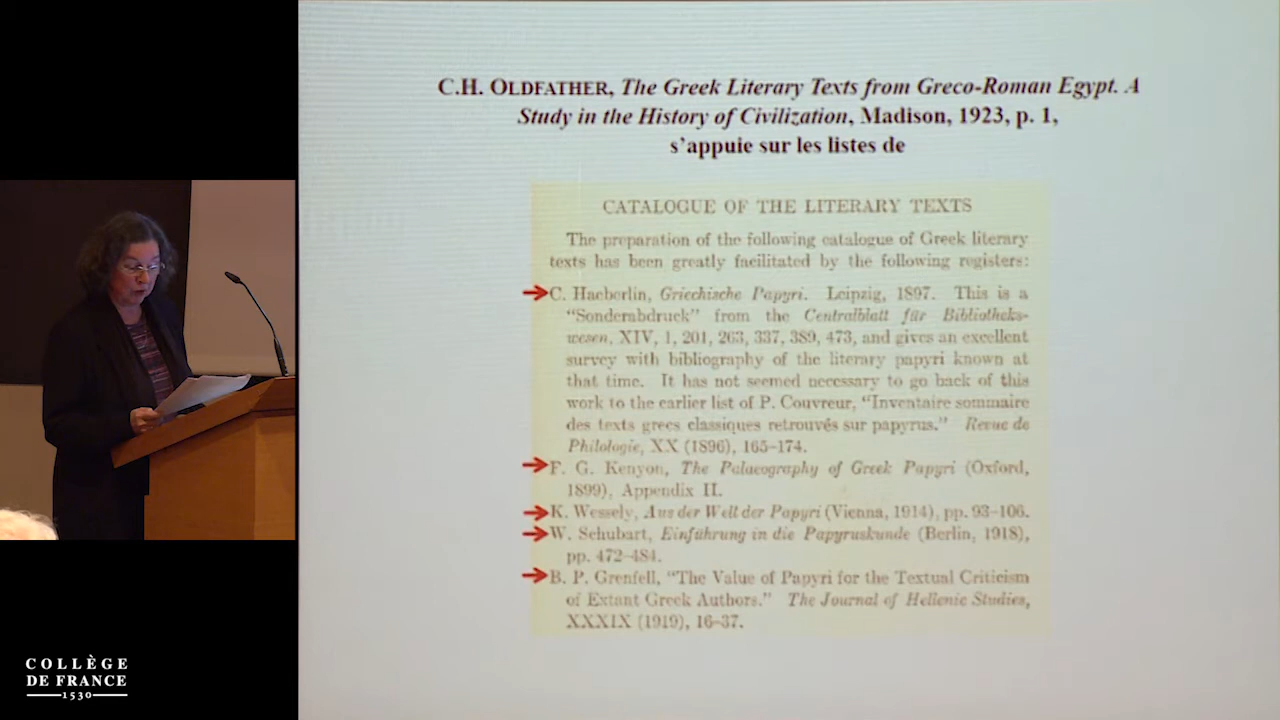 C.H. OLDFATHER, The Greek Literary Texts from Greco-Roman Egypt. A
Study in the History of Civilization, Madison, 1923, p. 1,
s’appuie sur les listes de
CATALOGUE OF THE LITERARY TEXTS
The preparation of the following catalogue of Greek literary
texts has been greatly facilitated by the following registers:
C. Haeberlin, Griechische Papyri. Leipzig, 1897. This is a
“Sonderabdruck” from the Centralblatt für Bibliotheks-
wesen, XIV, 1, 201, 263, 337, 389, 473, and gives an excellent
survey with bibliography of the literary papyri known at
that time. It has not seemed necessary to go back of this
work to the earlier list of P. Couvreur, “Inventaire sommaire
des texts grecs classiques retrouvés sur papyrus.” Revue de
Philologie, XX (1896), 165–174.
F. G. Kenyon, The Palaeography of Greek Papyri (Oxford,
1899), Appendix II.
K. Wessely, Aus der Welt der Papyri (Vienna, 1914), pp. 93–106.
W. Schubart, Einführung in die Papyruskunde (Berlin, 1918),
pp. 472–484.
B. P. Grenfell, “The Value of Papyri for the Textual Criticism
of Extant Greek Authors.” The Journal of Hellenic Studies,
XXXIX (1919), 16–37.
COLLÈGE
DE FRANCE
1530